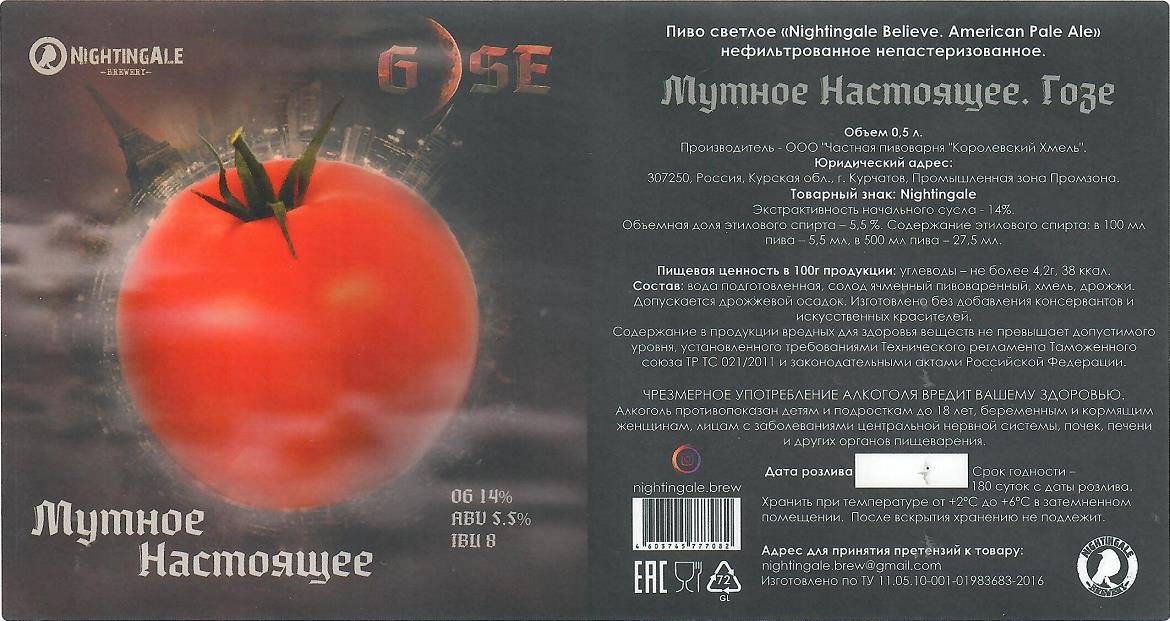 NIGHTINGALE
–BREWERY–
GOSE
Мутное
Настоящее
OG 14%
ABV 5.5%
IBU 8
Пиво светлое «Nightingale Believe. American Pale Ale»
нефильтрованное непастеризованное.
Мутное Настоящее. Гозе
Объем 0,5 л.
Производитель - ООО "Частная пивоварня "Королевский Хмель".
Юридический адрес:
307250, Россия, Курская обл., г. Курчатов, Промышленная зона Промзона.
Товарный знак: Nightingale
Экстрактивность начального сусла - 14%.
Объемная доля этилового спирта – 5,5 %. Содержание этилового спирта: в 100 мл
пива – 5,5 мл, в 500 мл пива – 27,5 мл.
Пищевая ценность в 100г продукции: углеводы – не более 4,2г, 38 ккал.
Состав: вода подготовленная, солод ячменный пивоваренный, хмель, дрожжи.
Допускается дрожжевой осадок. Изготовлено без добавления консервантов и
искусственных красителей.
Содержание в продукции вредных для здоровья веществ не превышает допустимого
уровня, установленного требованиями Технического регламента Таможенного
союза ТР ТС 021/2011 и законодательными актами Российской Федерации.
ЧРЕЗМЕРНОЕ УПОТРЕБЛЕНИЕ АЛКОГОЛЯ ВРЕДИТ ВАШЕМУ ЗДОРОВЬЮ.
Алкоголь противопоказан детям и подросткам до 18 лет, беременным и кормящим
женщинам, лицам с заболеваниями центральной нервной системы, почек, печени
и других органов пищеварения.
nightingale.brew
4 603745 777082
Дата розлива
Срок годности –
180 суток с даты розлива.
Хранить при температуре от +2°С до +6°С в затемненном
помещении. После вскрытия хранению не подлежит.
Адрес для принятия претензий к товару:
nightingale.brew@gmail.com
Изготовлено по ТУ 11.05.10-001-01983683-2016
EAC
72
GL
NIGHTINGALE
BREWERY